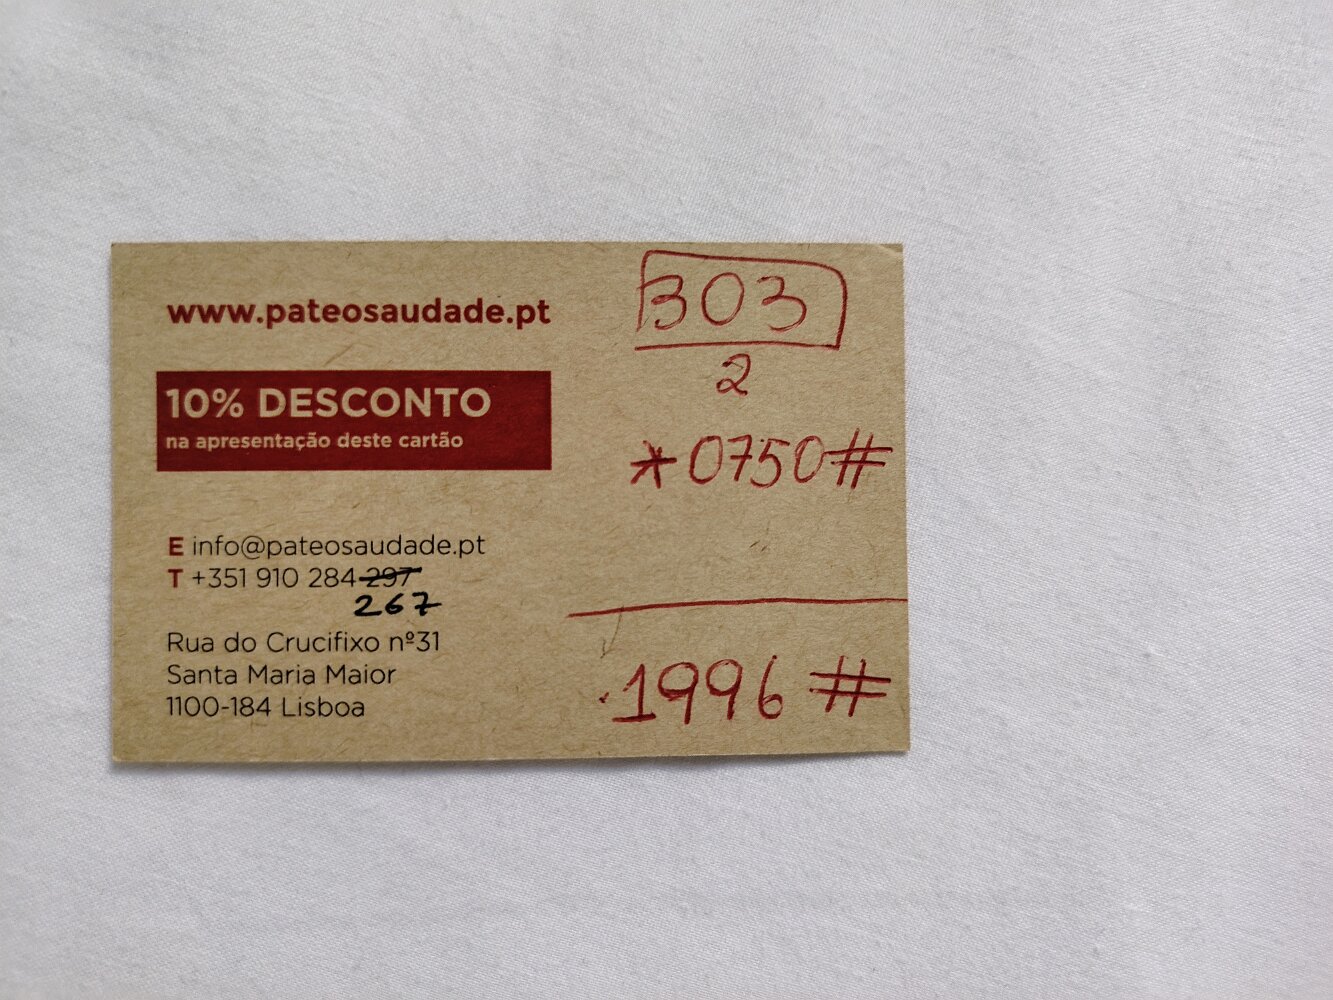 www.pateosaudade.pt
10% DESCONTO
na apresentação deste cartão
E info@pateosaudade.pt
T +351 910 284 297
267
Rua do Crucifixo nº31
Santa Maria Maior
1100-184 Lisboa
303
2
*0750#
1996#